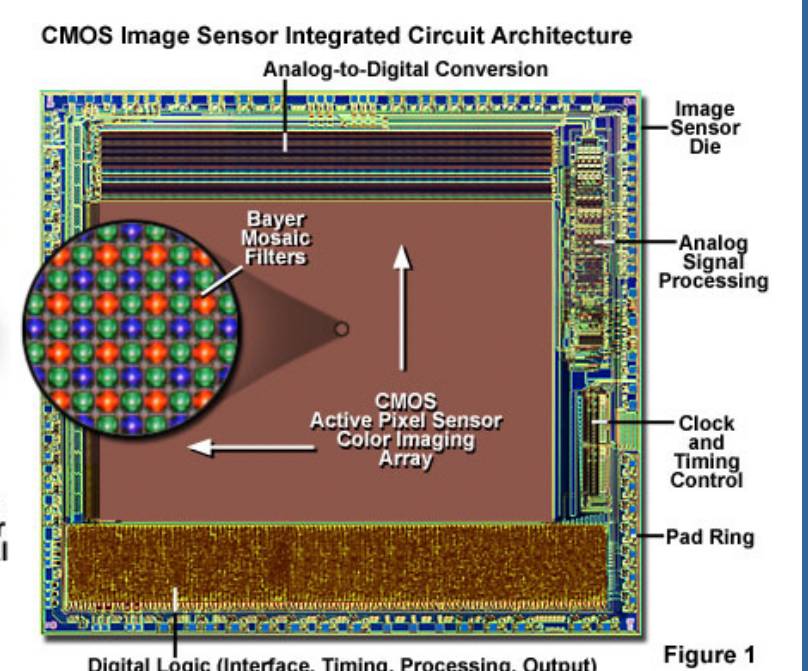 CMOS Image Sensor Integrated Circuit Architecture
Analog-to-Digital Conversion
Image
Sensor
Die
Bayer
Mosaic
Filters
Analog
Signal
Processing
CMOS
Active Pixel Sensor
Color Imaging
Array
Clock
and
Timing
Control
Pad Ring
Digital Logic (Interface, Timing, Processing, Output)
Figure 1